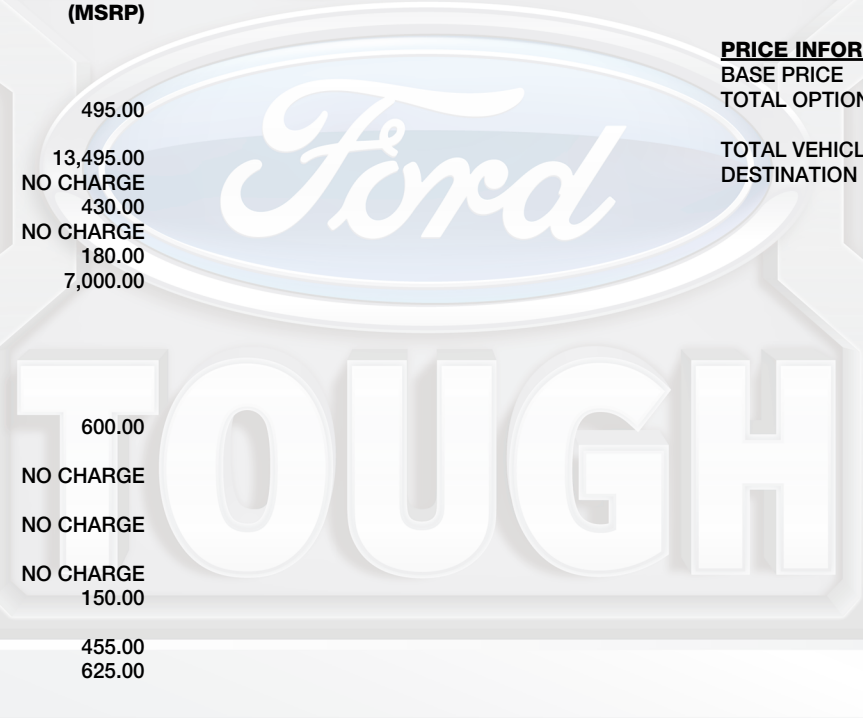 (MSRP)
495.00
13,495.00
NO CHARGE
430.00
NO CHARGE
180.00
7,000.00
600.00
NO CHARGE
NO CHARGE
NO CHARGE
150.00
455.00
625.00
PRICE INFOR
BASE PRICE
TOTAL OPTION
TOTAL VEHICL
DESTINATION
Ford
TOUGH